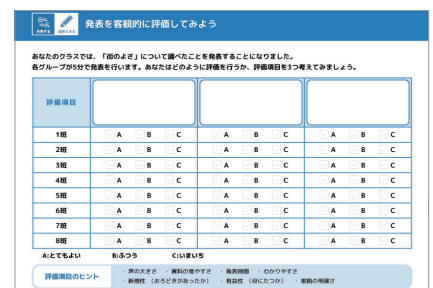 発表を客観的に評価してみよう
あなたのクラスでは、「街のよさ」について調べたことを発表することになりました。
各グループが5分で発表を行います。あなたはどのように評価を行うか、評価項目を3つ考えてみましょう。
評価項目
1班 A B C A B C A B C
2班 A B C A B C A B C
3班 A B C A B C A B C
4班 A B C A B C A B C
5班 A B C A B C A B C
6班 A B C A B C A B C
7班 A B C A B C A B C
8班 A B C A B C A B C
A:とてもよい B:ふつう C:いまいち
評価項目のヒント
・声の大きさ ・資料の見やすさ ・発表時間 ・わかりやすさ
・新規性（おどろきがあったか） ・有益性（役にたつか） ・根拠の明確さ